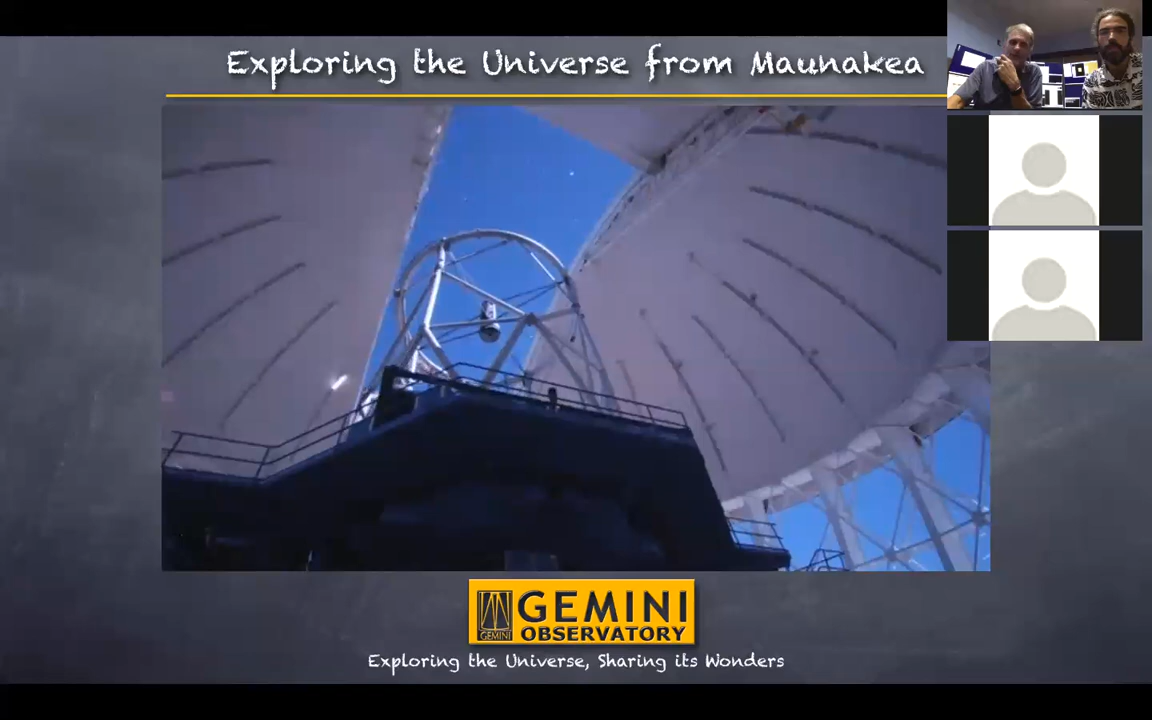 Exploring the Universe from Maunakea
GEMINI
GEMINI
OBSERVATORY
Exploring the Universe, Sharing its Wonders